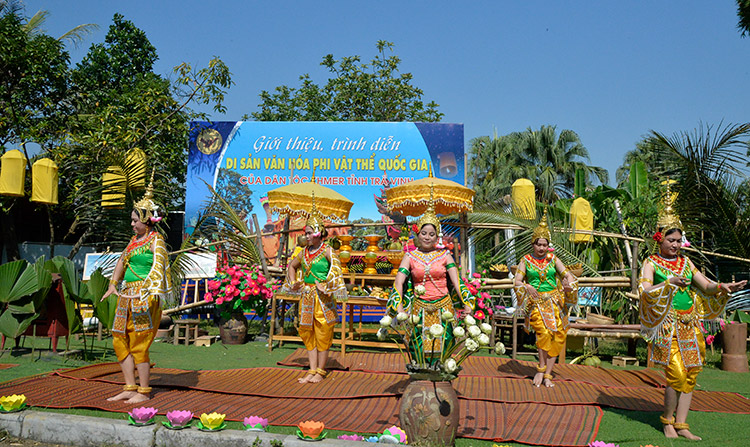 Giới thiệu, trình diễn
DI SẢN VĂN HÓA PHI VẬT THỂ QUỐC GIA
CỦA DÂN TỘC KHMER TỈNH TRÀ VINH